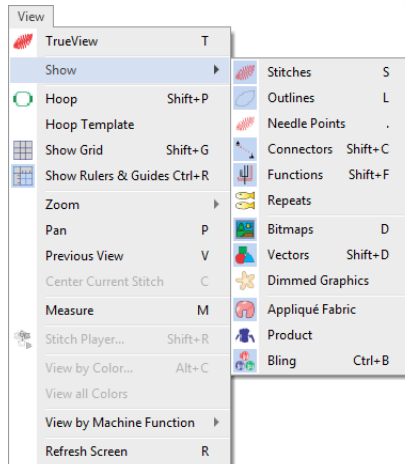 View
TrueView T
Show
Hoop Shift+P
Hoop Template
Show Grid Shift+G
Show Rulers & Guides Ctrl+R
Zoom
Pan P
Previous View V
Center Current Stitch C
Measure M
Stitch Player... Shift+R
View by Color... Alt+C
View all Colors
View by Machine Function
Refresh Screen R
Stitches S
Outlines L
Needle Points .
Connectors Shift+C
Functions Shift+F
Repeats
Bitmaps D
Vectors Shift+D
Dimmed Graphics
Appliqué Fabric
Product
Bling Ctrl+B